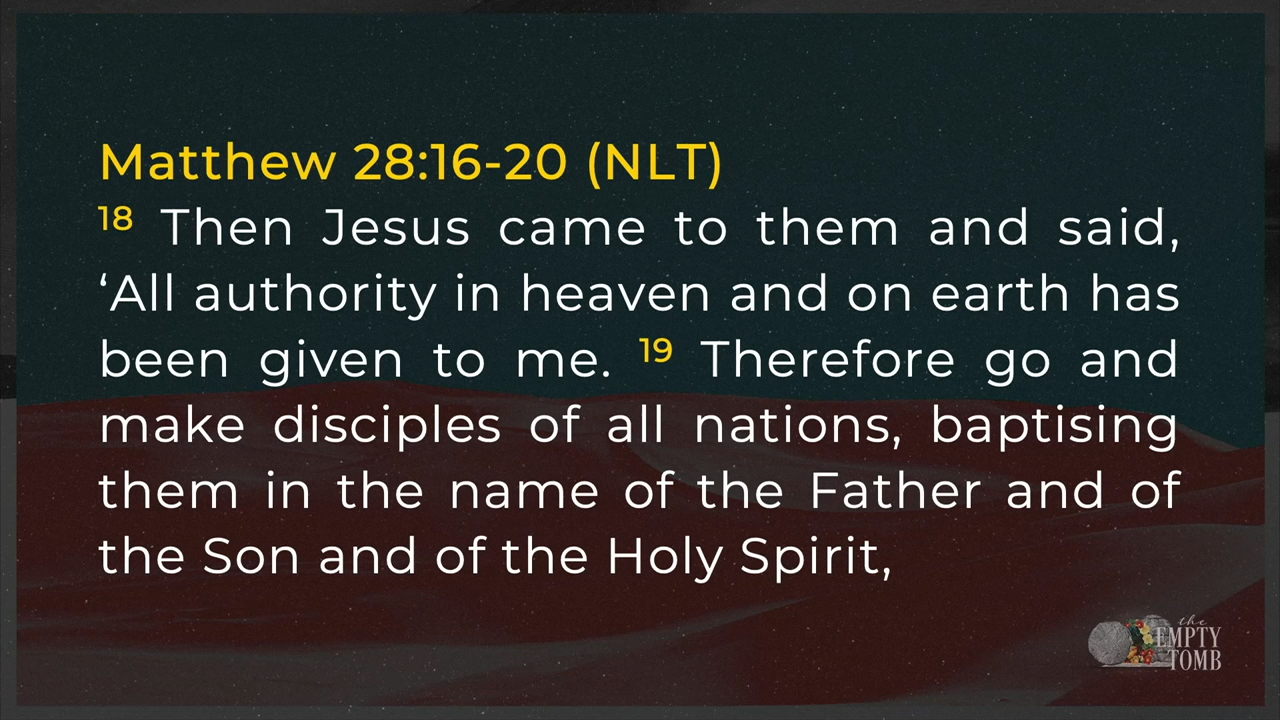 Matthew 28:16-20 (NLT)
18 Then Jesus came to them and said,
‘All authority in heaven and on earth has
been given to me. 19 Therefore go and
make disciples of all nations, baptising
them in the name of the Father and of
the Son and of the Holy Spirit,
the
EMPTY
TOMB